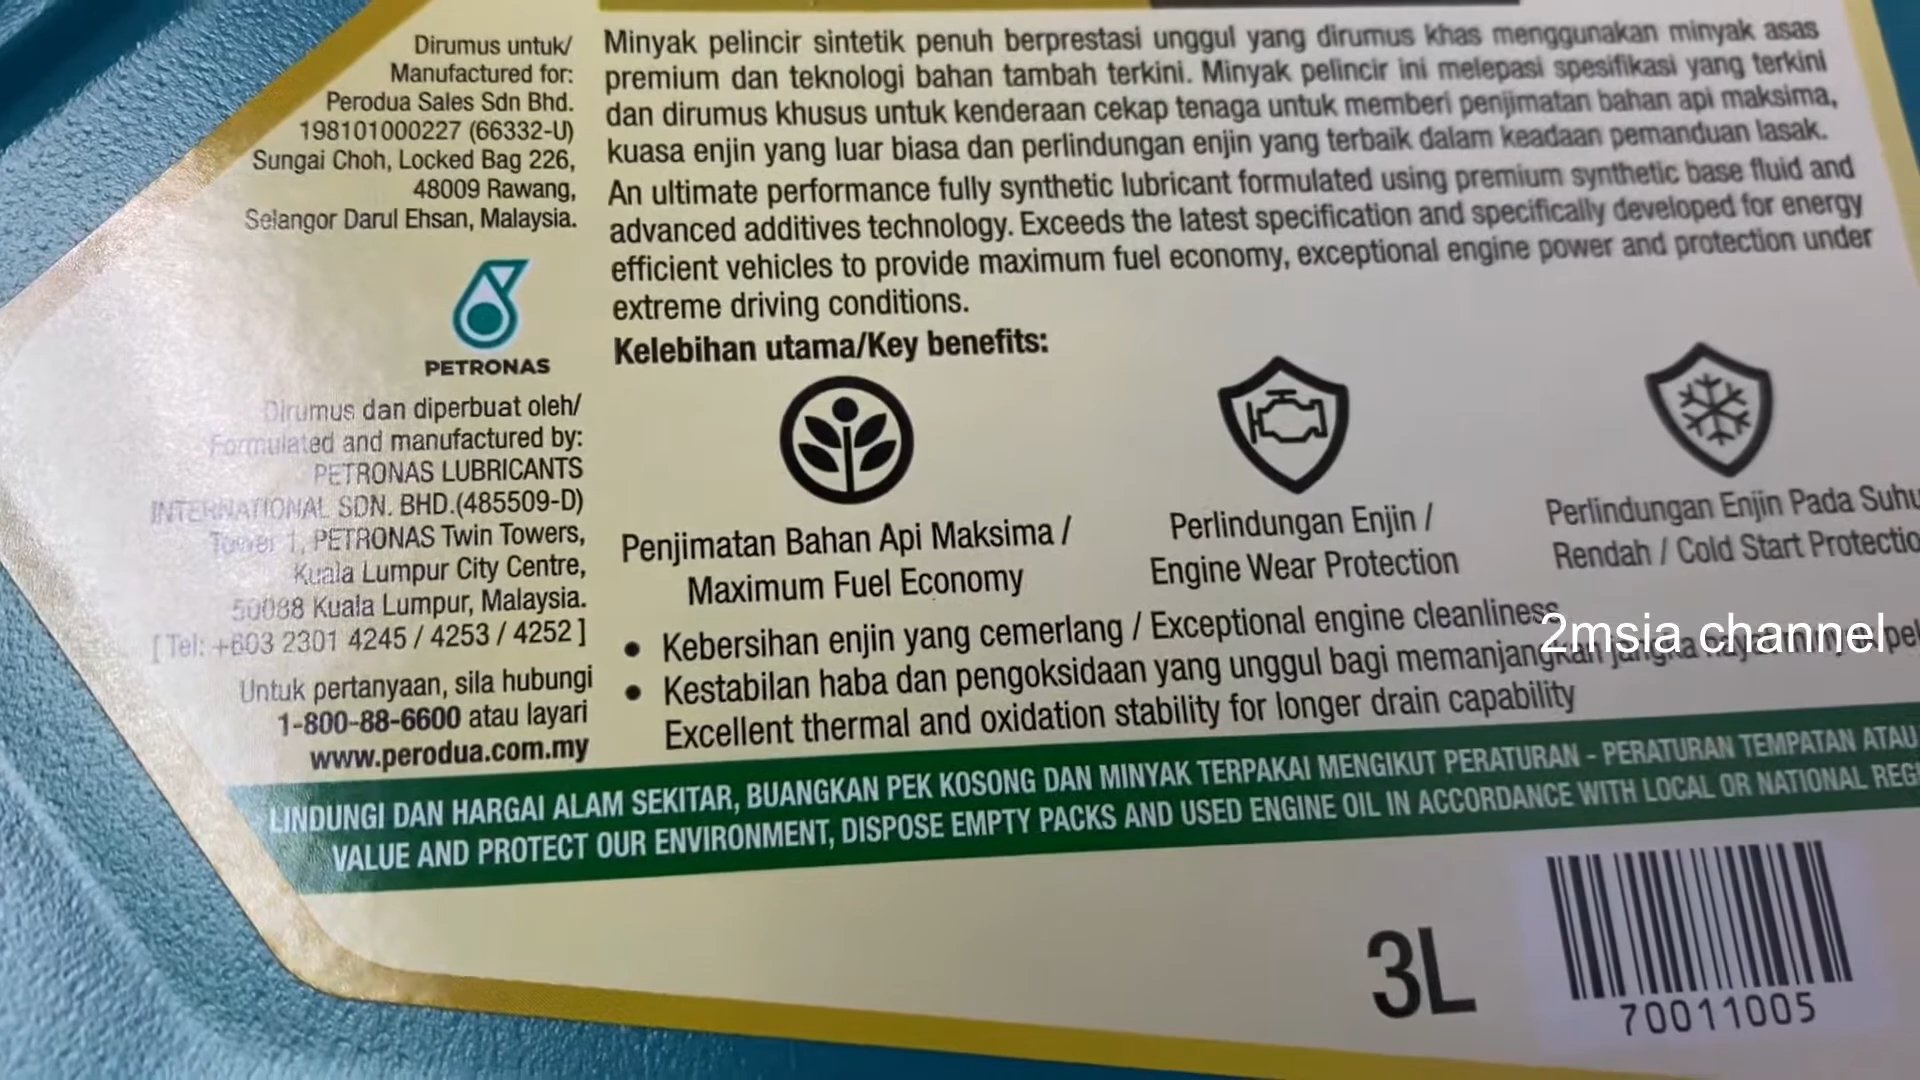 Dirumus untuk/
Manufactured for:
Perodua Sales Sdn Bhd.
198101000227 (66332-U)
Sungai Choh, Locked Bag 226,
48009 Rawang,
Selangor Darul Ehsan, Malaysia.
PETRONAS
Dirumus dan diperbuat oleh/
Formulated and manufactured by:
PETRONAS LUBRICANTS
INTERNATIONAL SDN. BHD.(485509-D)
Tower 1, PETRONAS Twin Towers,
Kuala Lumpur City Centre,
50088 Kuala Lumpur, Malaysia.
[ Tel: +603 2301 4245 / 4253 / 4252 ]
Untuk pertanyaan, sila hubungi
1-800-88-6600 atau layari
www.perodua.com.my
Minyak pelincir sintetik penuh berprestasi unggul yang dirumus khas menggunakan minyak asas
premium dan teknologi bahan tambah terkini. Minyak pelincir ini melepasi spesifikasi yang terkini
dan dirumus khusus untuk kenderaan cekap tenaga untuk memberi penjimatan bahan api maksima,
kuasa enjin yang luar biasa dan perlindungan enjin yang terbaik dalam keadaan pemanduan lasak.
An ultimate performance fully synthetic lubricant formulated using premium synthetic base fluid and
advanced additives technology. Exceeds the latest specification and specifically developed for energy
efficient vehicles to provide maximum fuel economy, exceptional engine power and protection under
extreme driving conditions.
Kelebihan utama/Key benefits:
Penjimatan Bahan Api Maksima /
Maximum Fuel Economy
Perlindungan Enjin /
Engine Wear Protection
Perlindungan Enjin Pada Suhu
Rendah / Cold Start Protectio
• Kebersihan enjin yang cemerlang / Exceptional engine cleanliness
2msia channel
• Kestabilan haba dan pengoksidaan yang unggul bagi memanjangkan jangka
Excellent thermal and oxidation stability for longer drain capability
LINDUNGI DAN HARGAI ALAM SEKITAR, BUANGKAN PEK KOSONG DAN MINYAK TERPAKAI MENGIKUT PERATURAN - PERATURAN TEMPATAN ATAU
VALUE AND PROTECT OUR ENVIRONMENT, DISPOSE EMPTY PACKS AND USED ENGINE OIL IN ACCORDANCE WITH LOCAL OR NATIONAL REG
3L
70011005